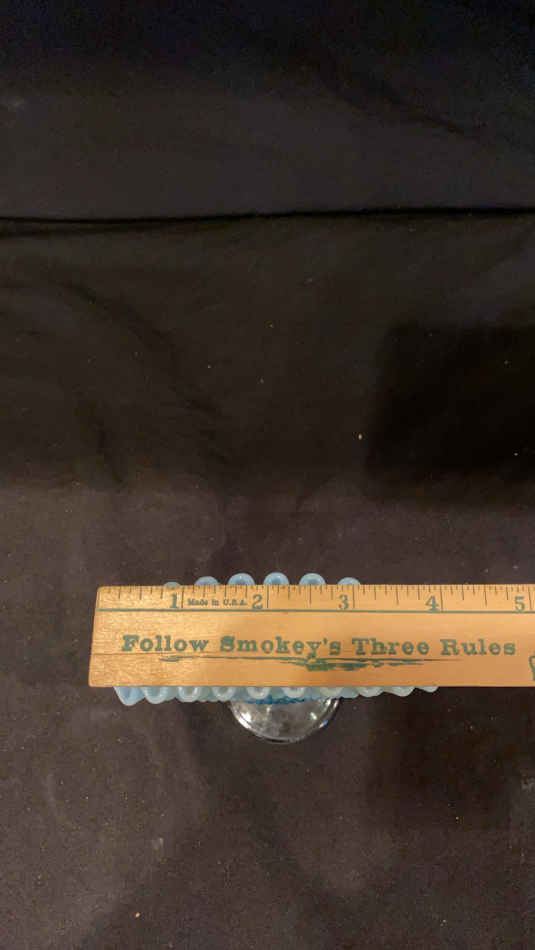 1 Made in U.S.A. 2 3 4 5
Follow Smokey's Three Rules